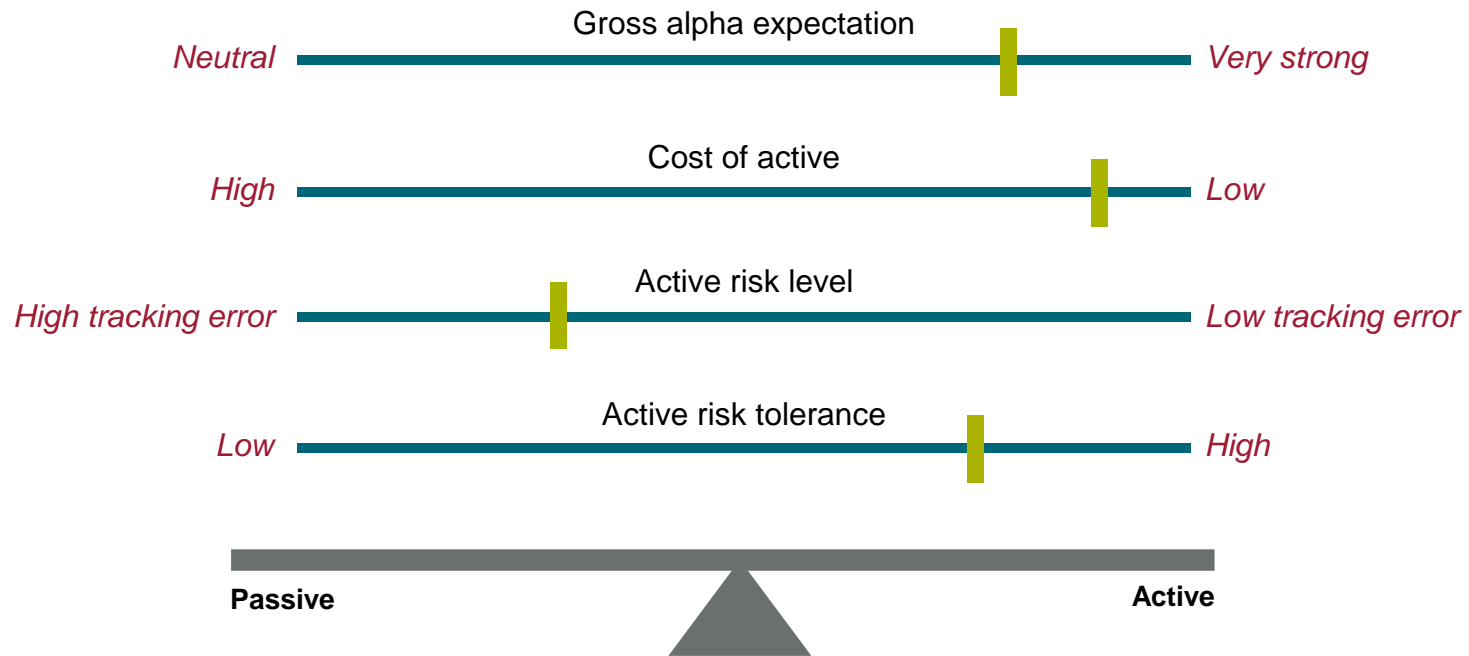 Gross alpha expectation
Neutral
Very strong
Cost of active
High
Low
Active risk level
High tracking error
Low tracking error
Active risk tolerance
Low
High
Passive
Active